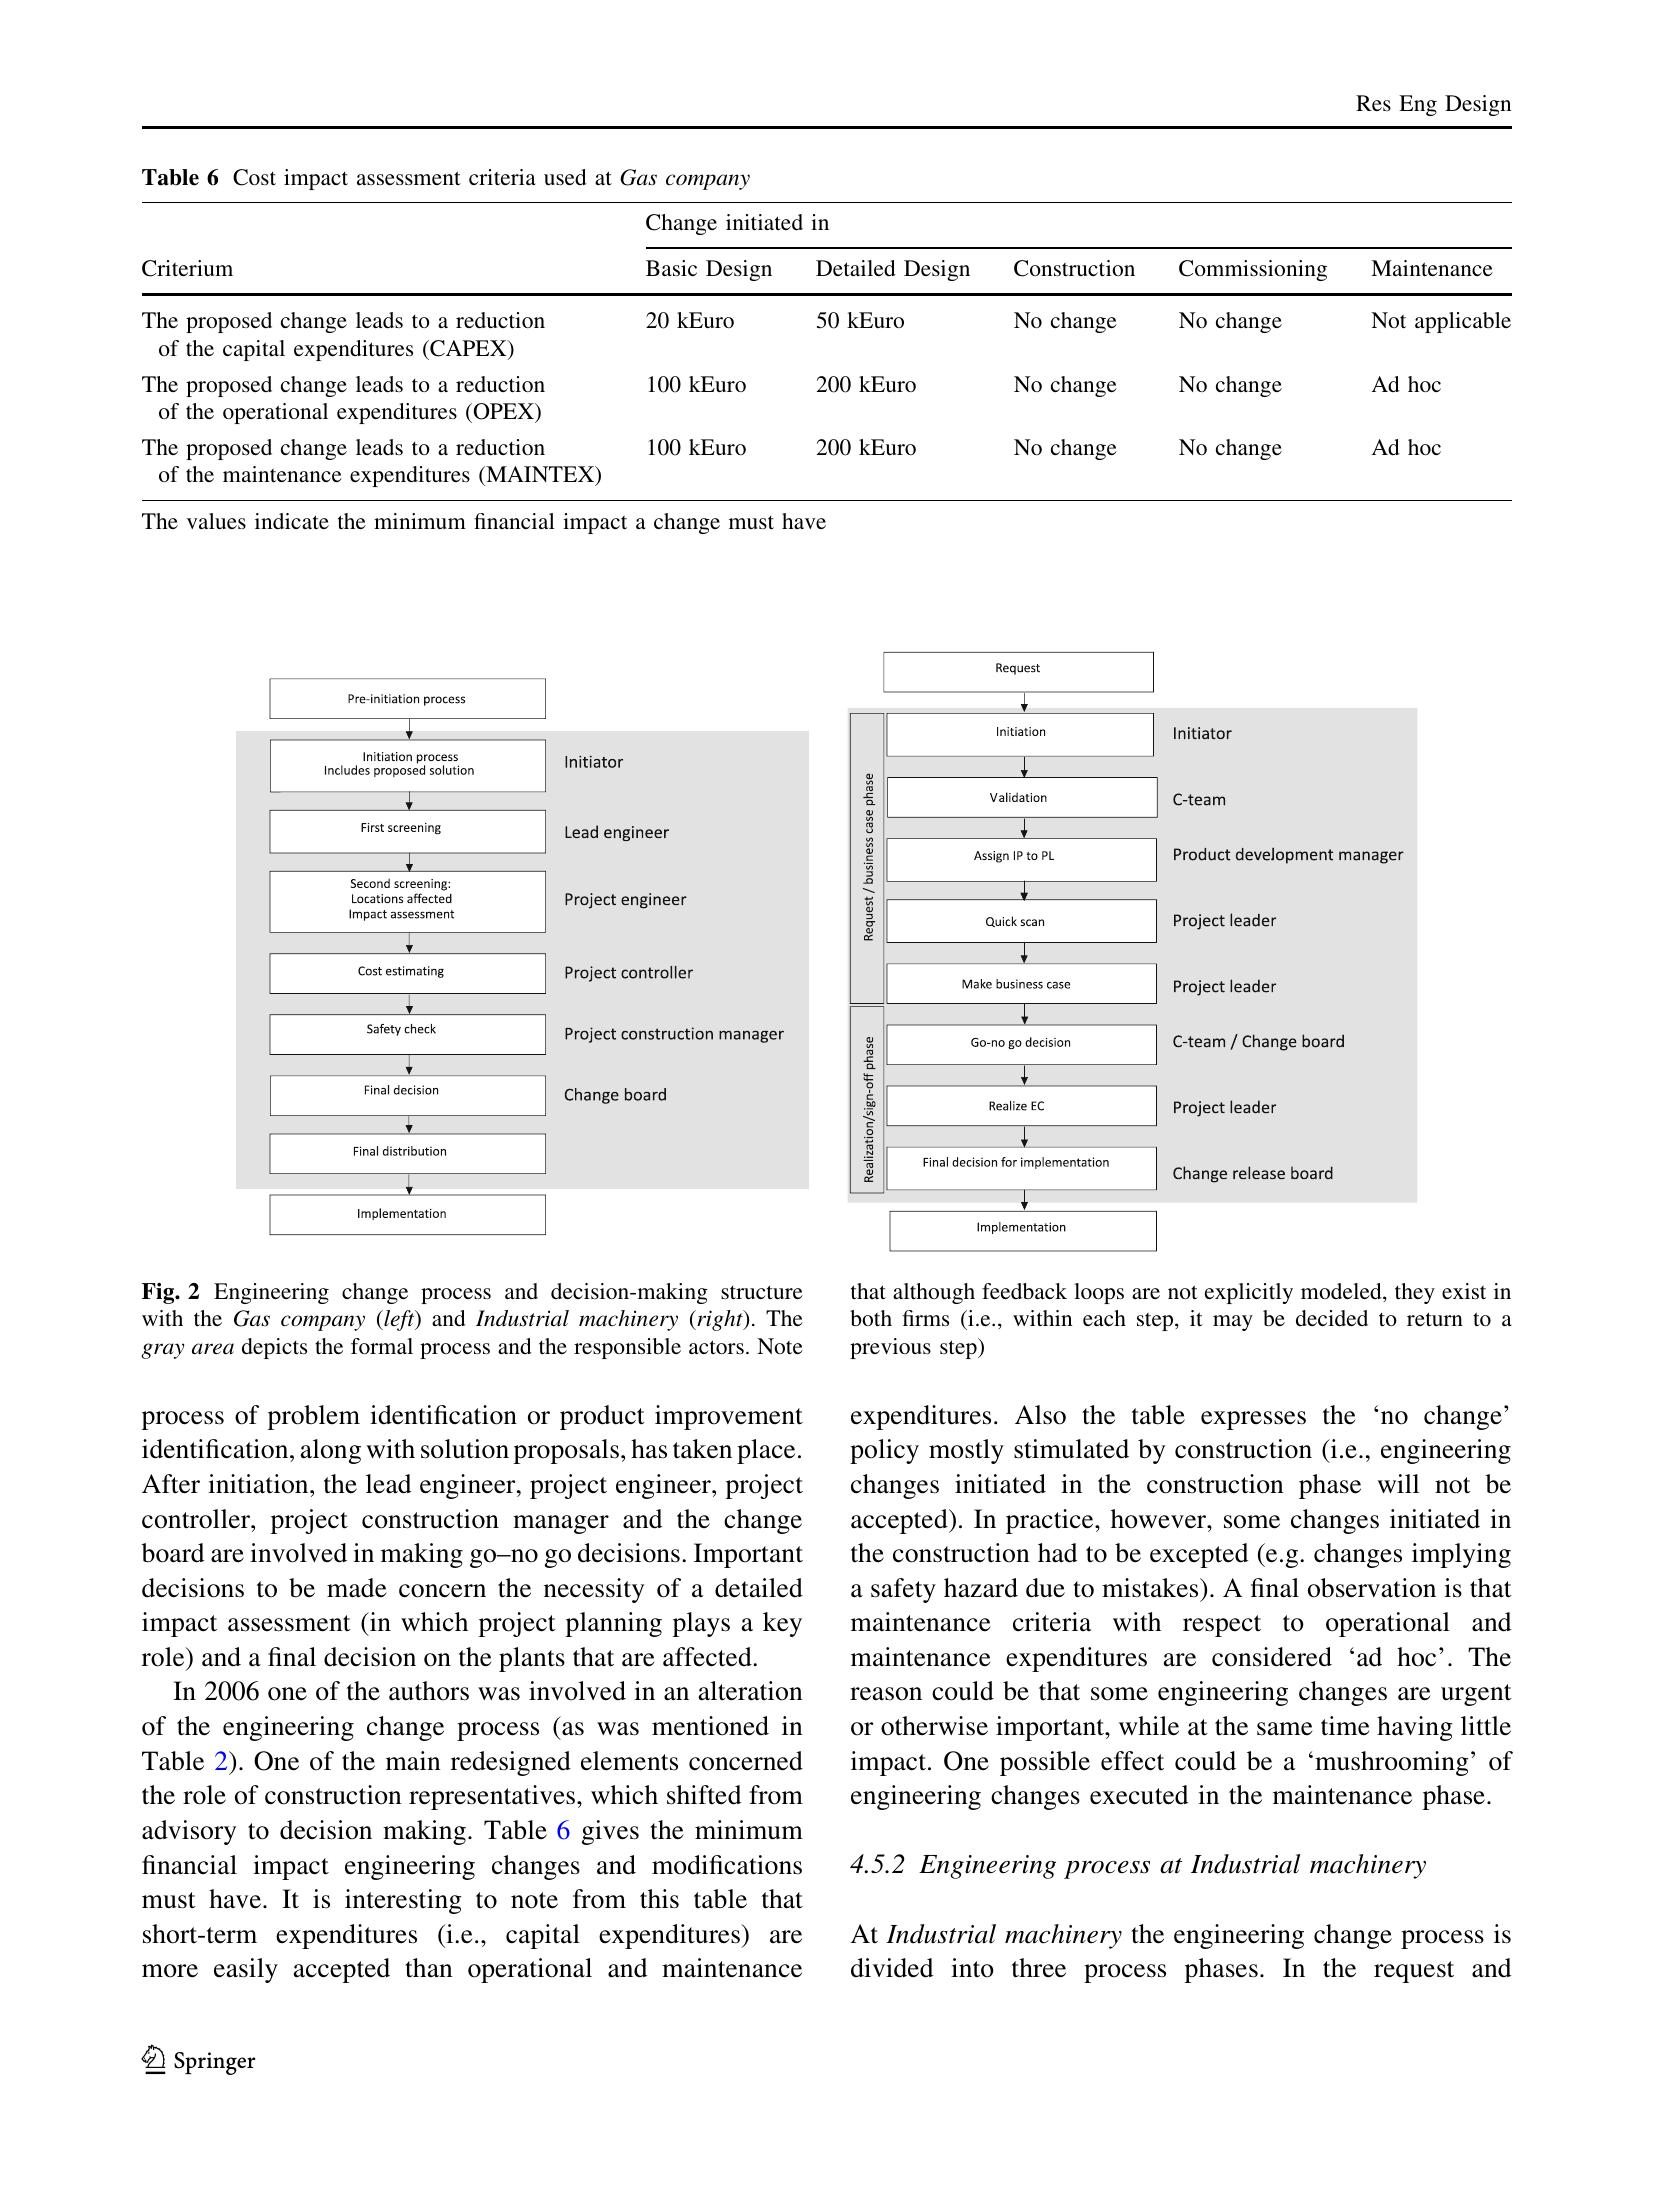 Res Eng Design
Table 6 Cost impact assessment criteria used at Gas company
Change initiated in
Criterium Basic Design Detailed Design Construction Commissioning Maintenance
The proposed change leads to a reduction 20 kEuro 50 kEuro No change No change Not applicable
of the capital expenditures (CAPEX)
The proposed change leads to a reduction 100 kEuro 200 kEuro No change No change Ad hoc
of the operational expenditures (OPEX)
The proposed change leads to a reduction 100 kEuro 200 kEuro No change No change Ad hoc
of the maintenance expenditures (MAINTEX)
The values indicate the minimum financial impact a change must have
Pre-initiation process
Initiation process
Includes proposed solution
Initiator
First screening
Lead engineer
Second screening:
Locations affected
Impact assessment
Project engineer
Cost estimating
Project controller
Safety check
Project construction manager
Final decision
Change board
Final distribution
Implementation
Request
Request / business case phase
Initiation
Initiator
Validation
C-team
Assign IP to PL
Product development manager
Quick scan
Project leader
Make business case
Project leader
Realization/sign-off phase
Go-no go decision
C-team / Change board
Realize EC
Project leader
Final decision for implementation
Change release board
Implementation
Fig. 2 Engineering change process and decision-making structure
with the Gas company (left) and Industrial machinery (right). The
gray area depicts the formal process and the responsible actors. Note
that although feedback loops are not explicitly modeled, they exist in
both firms (i.e., within each step, it may be decided to return to a
previous step)
process of problem identification or product improvement
identification, along with solution proposals, has taken place.
After initiation, the lead engineer, project engineer, project
controller, project construction manager and the change
board are involved in making go–no go decisions. Important
decisions to be made concern the necessity of a detailed
impact assessment (in which project planning plays a key
role) and a final decision on the plants that are affected.
In 2006 one of the authors was involved in an alteration
of the engineering change process (as was mentioned in
Table 2). One of the main redesigned elements concerned
the role of construction representatives, which shifted from
advisory to decision making. Table 6 gives the minimum
financial impact engineering changes and modifications
must have. It is interesting to note from this table that
short-term expenditures (i.e., capital expenditures) are
more easily accepted than operational and maintenance
expenditures. Also the table expresses the ‘no change’
policy mostly stimulated by construction (i.e., engineering
changes initiated in the construction phase will not be
accepted). In practice, however, some changes initiated in
the construction had to be excepted (e.g. changes implying
a safety hazard due to mistakes). A final observation is that
maintenance criteria with respect to operational and
maintenance expenditures are considered ‘ad hoc’. The
reason could be that some engineering changes are urgent
or otherwise important, while at the same time having little
impact. One possible effect could be a ‘mushrooming’ of
engineering changes executed in the maintenance phase.
4.5.2 Engineering process at Industrial machinery
At Industrial machinery the engineering change process is
divided into three process phases. In the request and
Springer